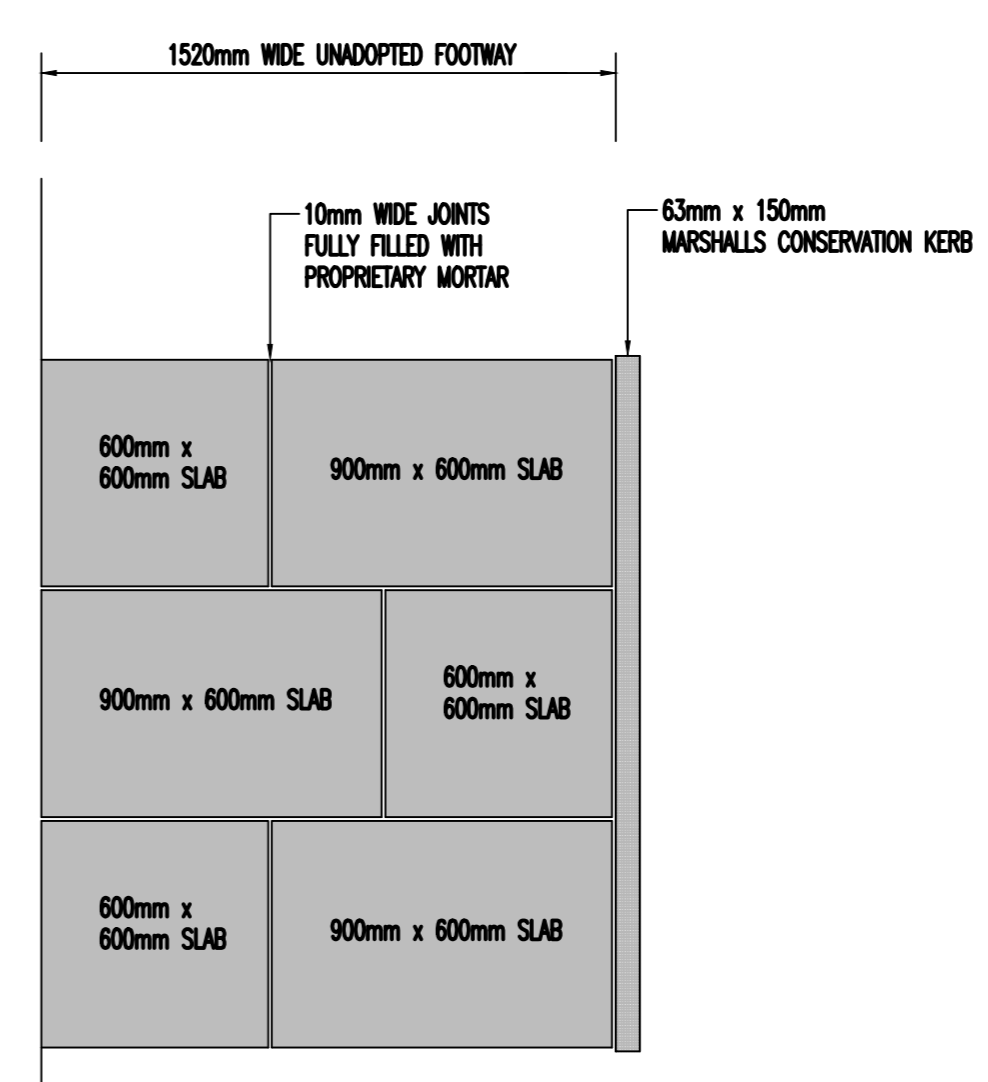 1520mm WIDE UNADOPTED FOOTWAY
10mm WIDE JOINTS
FULLY FILLED WITH
PROPRIETARY MORTAR
63mm x 150mm
MARSHALLS CONSERVATION KERB
600mm x
600mm SLAB
900mm x 600mm SLAB
900mm x 600mm SLAB
600mm x
600mm SLAB
600mm x
600mm SLAB
900mm x 600mm SLAB